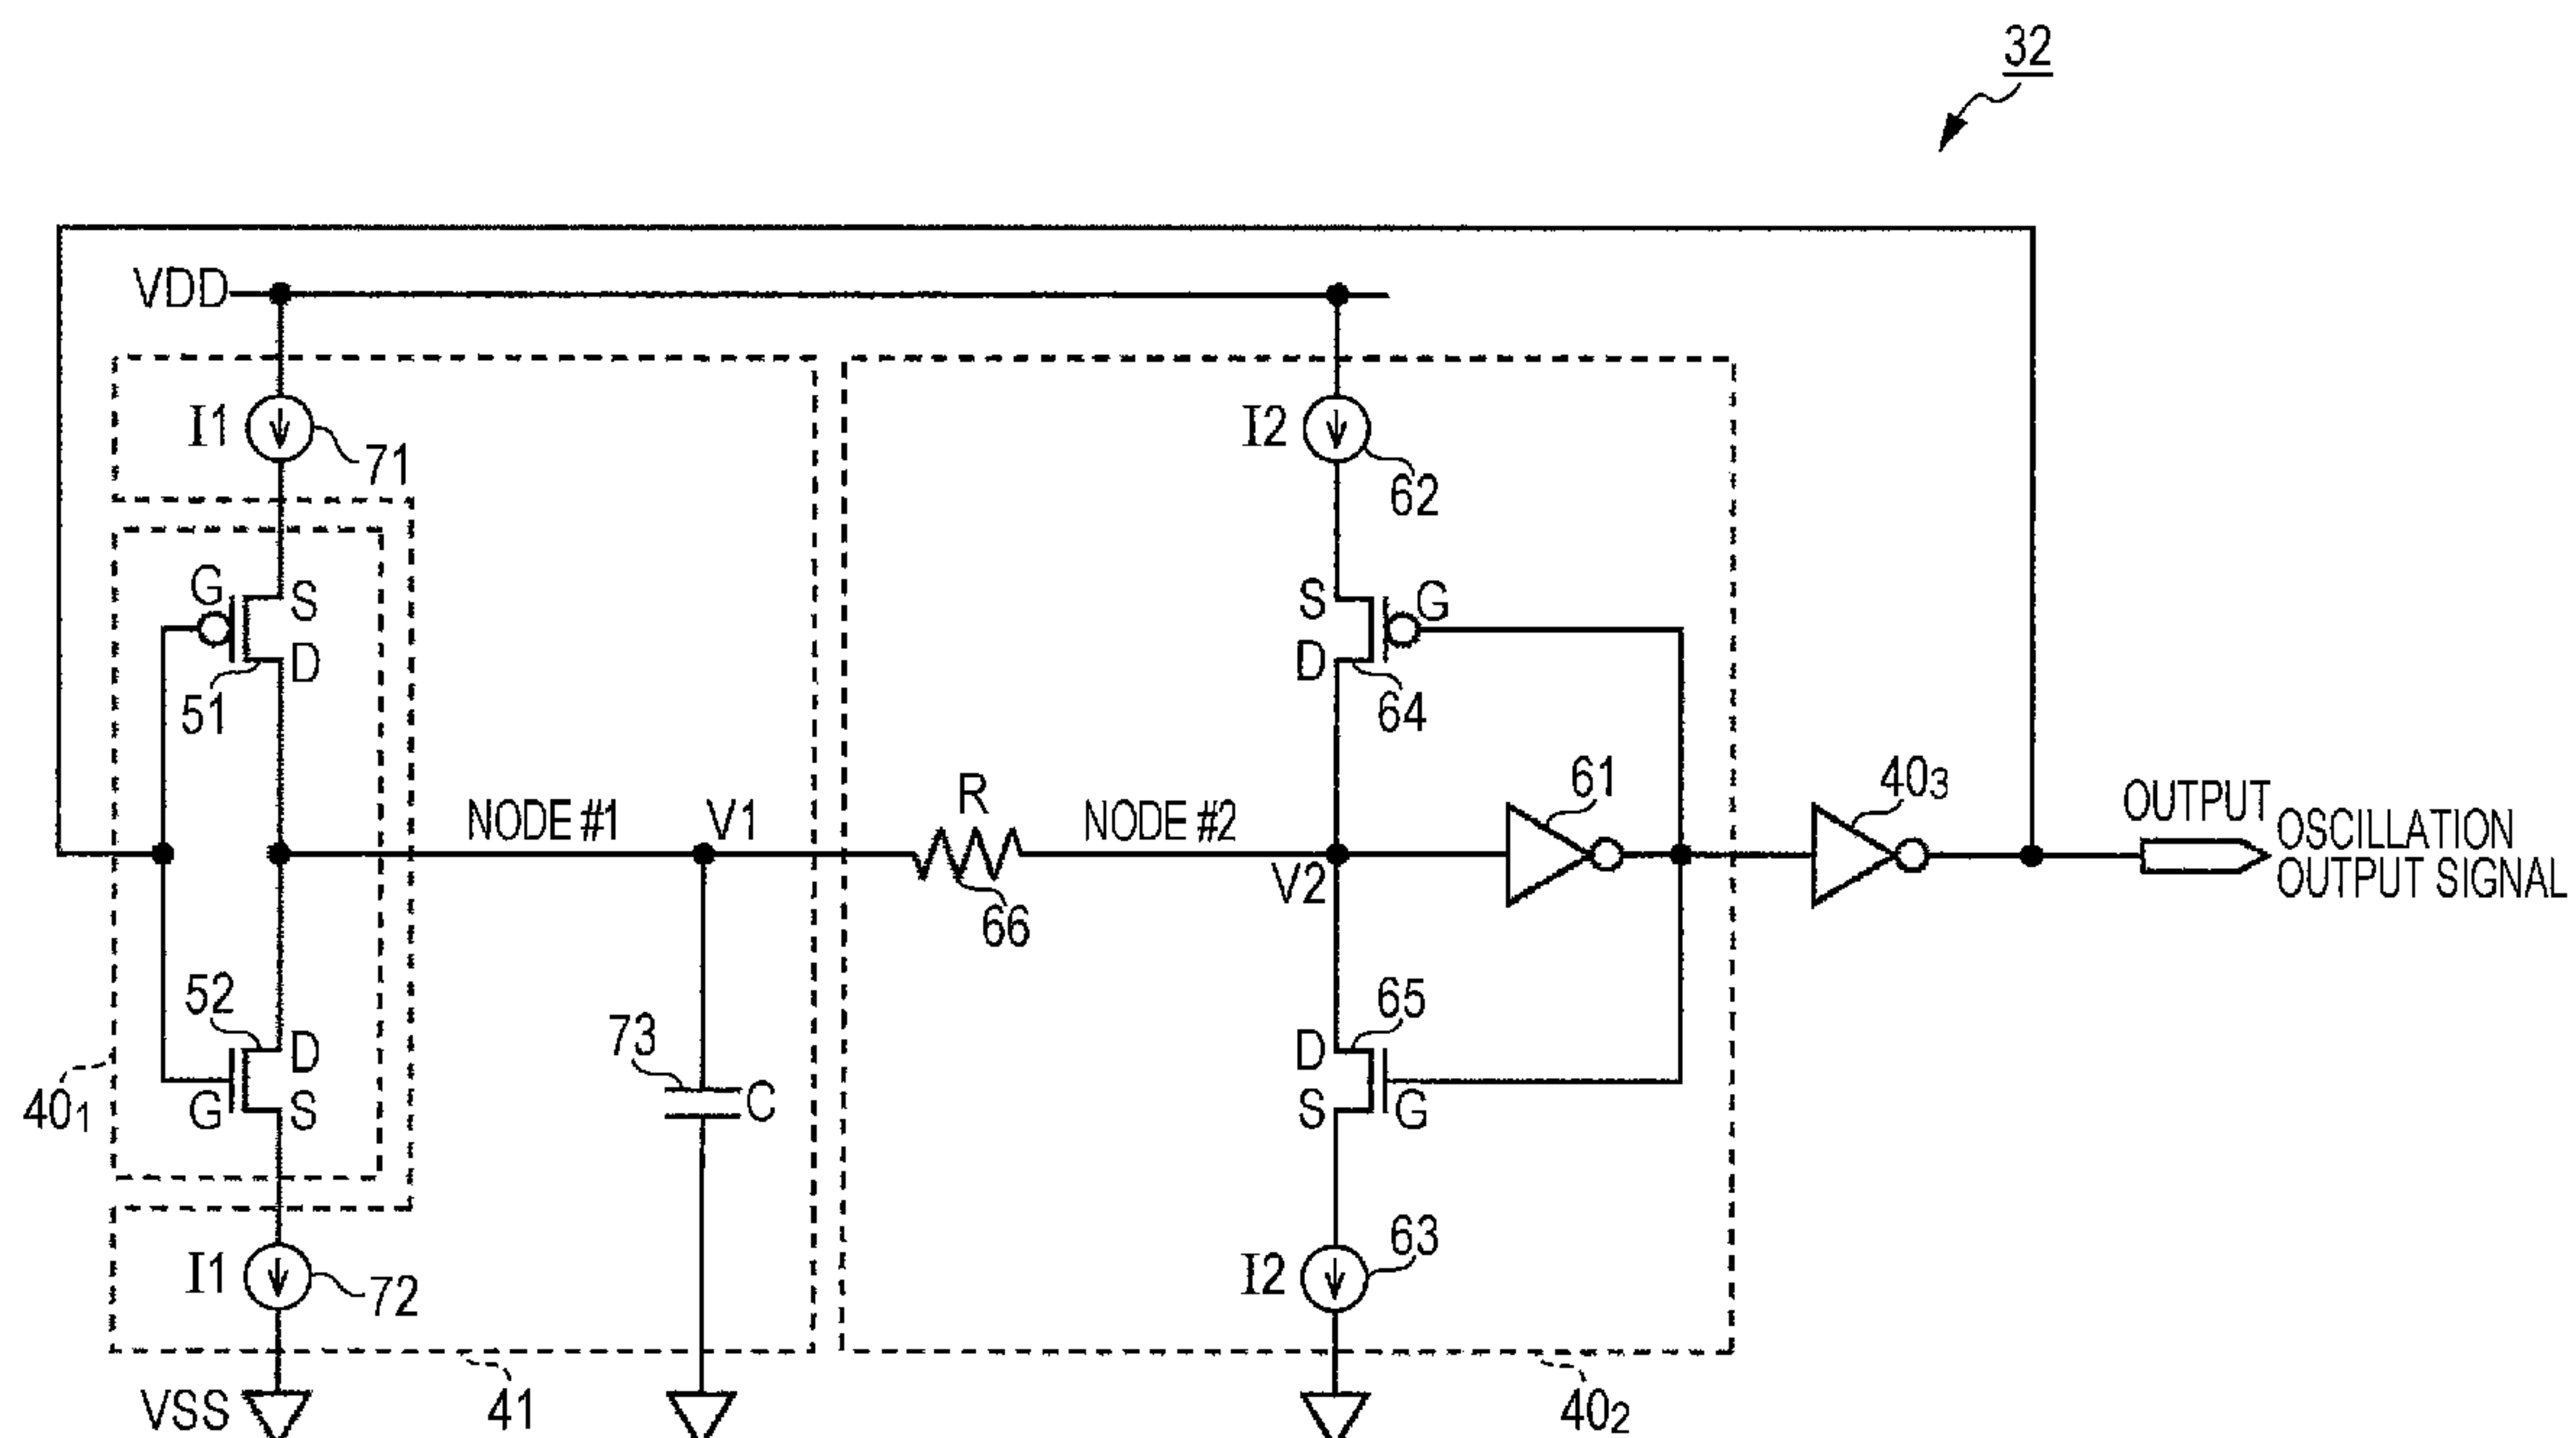 32
VDD
I1
71
I2
62
G
S
D
51
S
G
D
64
NODE #1
V1
R
66
NODE #2
V2
61
403
OUTPUT
OSCILLATION
OUTPUT SIGNAL
52
D
G
S
401
73
C
65
D
S
G
I1
72
I2
63
VSS
41
402